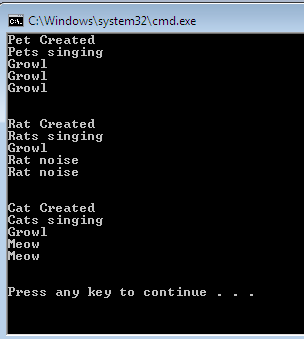 C:\Windows\system32\cmd.exe
Pet Created
Pets singing
Growl
Growl
Growl
Rat Created
Rats singing
Growl
Rat noise
Rat noise
Cat Created
Cats singing
Growl
Meow
Meow
Press any key to continue . . .